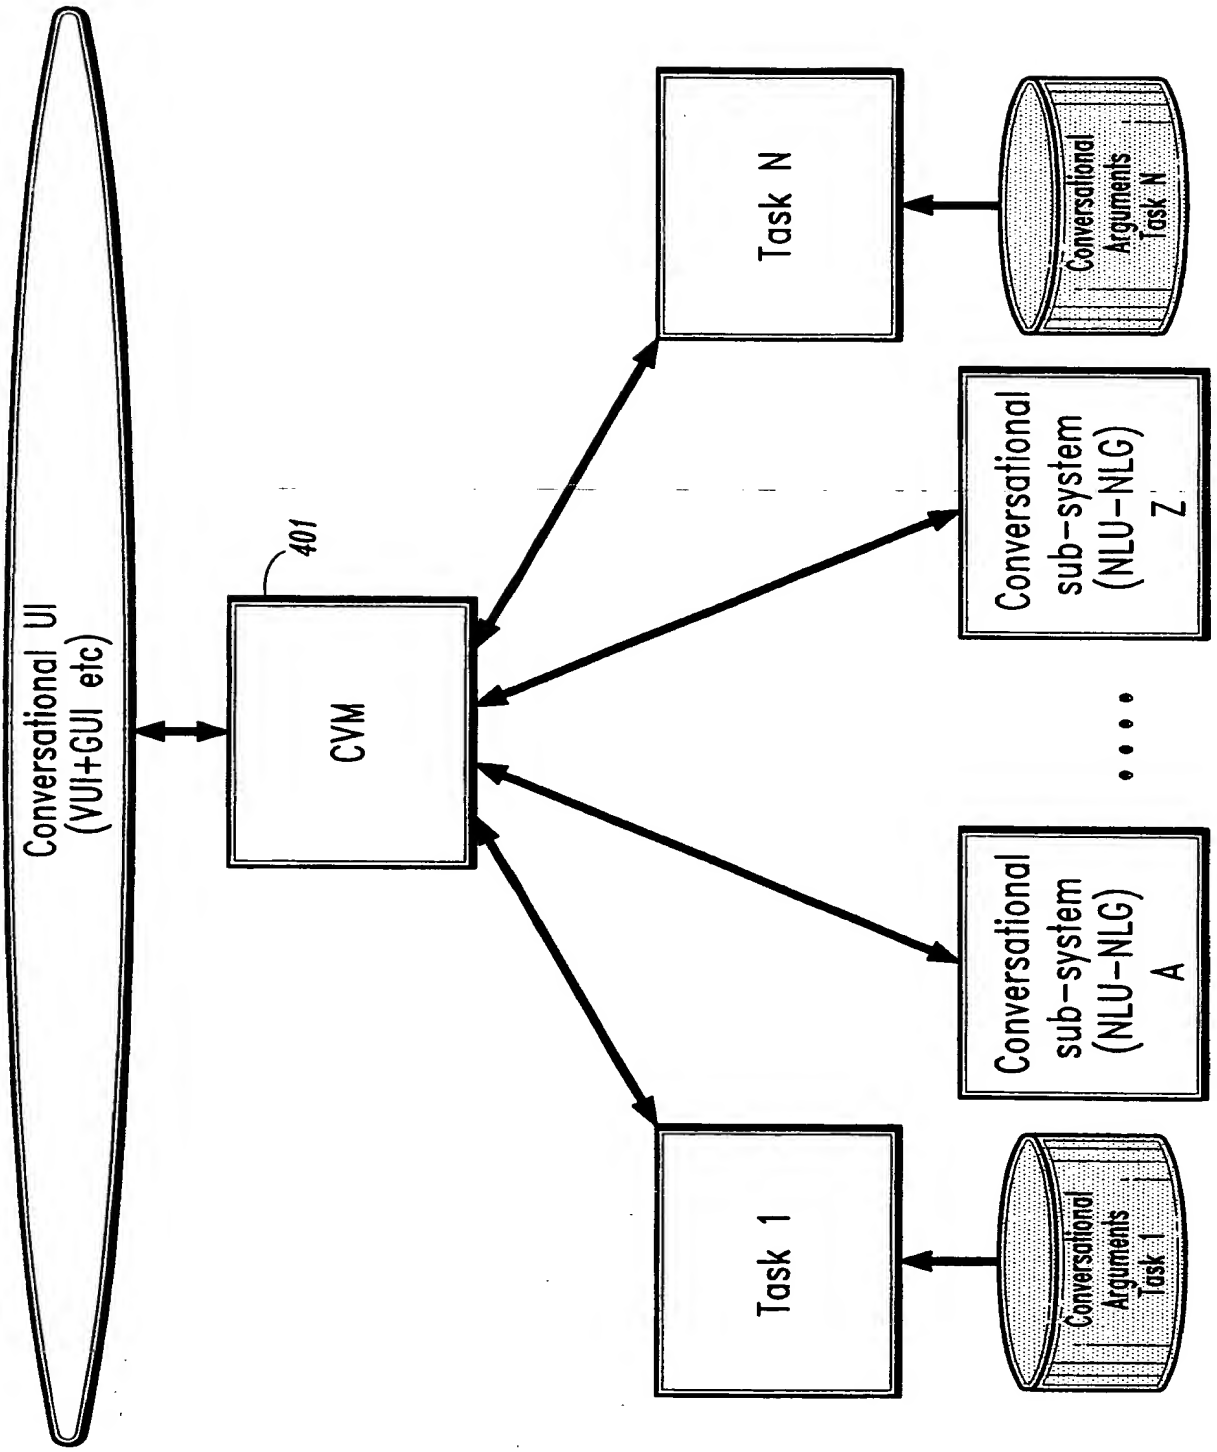 Conversational UI
(VUI+GUI etc)
401
CVM
Task 1
Task N
Conversational
Arguments
Task 1
Conversational
sub-system
(NLU-NLG)
A
Conversational
sub-system
(NLU-NLG)
Z
Conversational
Arguments
Task N